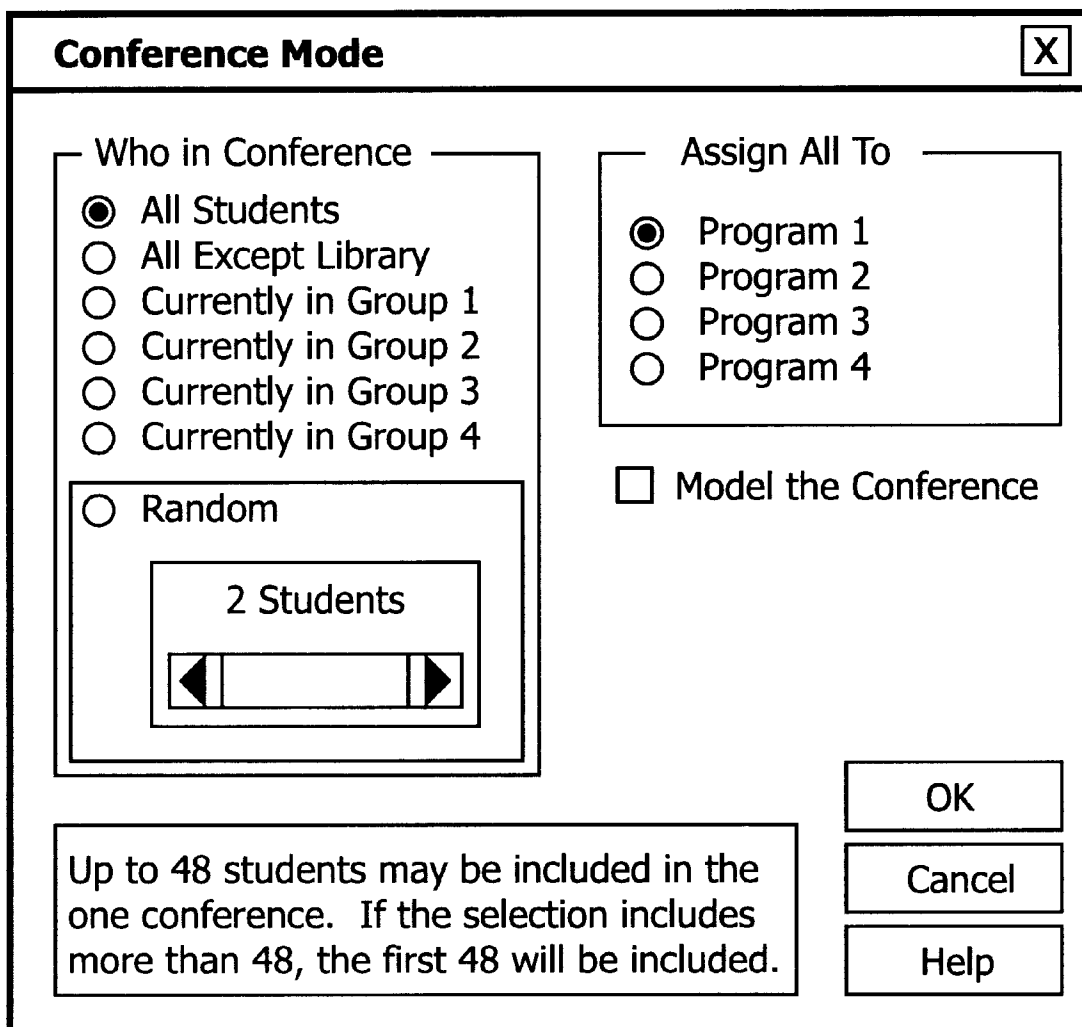 Conference Mode
X
Who in Conference
All Students
All Except Library
Currently in Group 1
Currently in Group 2
Currently in Group 3
Currently in Group 4
Random
2 Students
Assign All To
Program 1
Program 2
Program 3
Program 4
Model the Conference
Up to 48 students may be included in the
one conference. If the selection includes
more than 48, the first 48 will be included.
OK
Cancel
Help